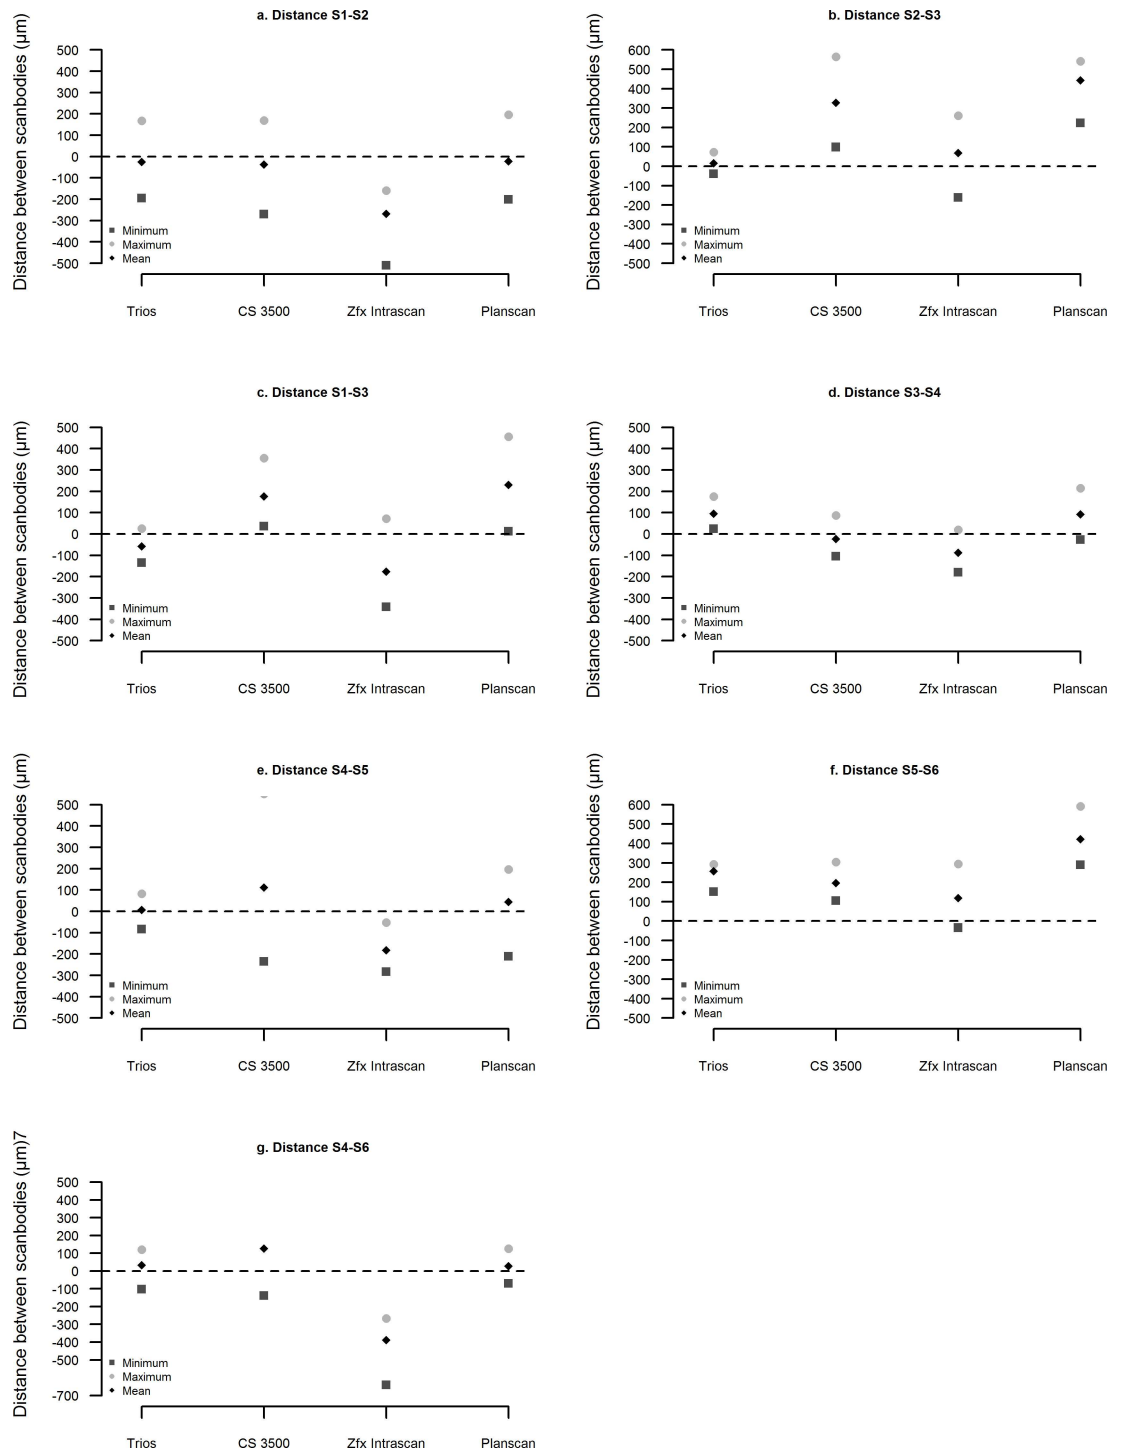 a. Distance S1-S2
Distance between scanbodies (µm)
500
400
300
200
100
0
-100
-200
-300
-400
-500
Minimum
Maximum
Mean
Trios CS 3500 Zfx Intrascan Planscan
b. Distance S2-S3
Distance between scanbodies (µm)
600
500
400
300
200
100
0
-100
-200
-300
-400
-500
Minimum
Maximum
Mean
Trios CS 3500 Zfx Intrascan Planscan
c. Distance S1-S3
Distance between scanbodies (µm)
500
400
300
200
100
0
-100
-200
-300
-400
-500
Minimum
Maximum
Mean
Trios CS 3500 Zfx Intrascan Planscan
d. Distance S3-S4
Distance between scanbodies (µm)
500
400
300
200
100
0
-100
-200
-300
-400
-500
Minimum
Maximum
Mean
Trios CS 3500 Zfx Intrascan Planscan
e. Distance S4-S5
Distance between scanbodies (µm)
500
400
300
200
100
0
-100
-200
-300
-400
-500
Minimum
Maximum
Mean
Trios CS 3500 Zfx Intrascan Planscan
f. Distance S5-S6
Distance between scanbodies (µm)
600
500
400
300
200
100
0
-100
-200
-300
-400
-500
Minimum
Maximum
Mean
Trios CS 3500 Zfx Intrascan Planscan
g. Distance S4-S6
Distance between scanbodies (µm)7
500
400
300
200
100
0
-100
-200
-300
-400
-500
-700
Minimum
Maximum
Mean
Trios CS 3500 Zfx Intrascan Planscan